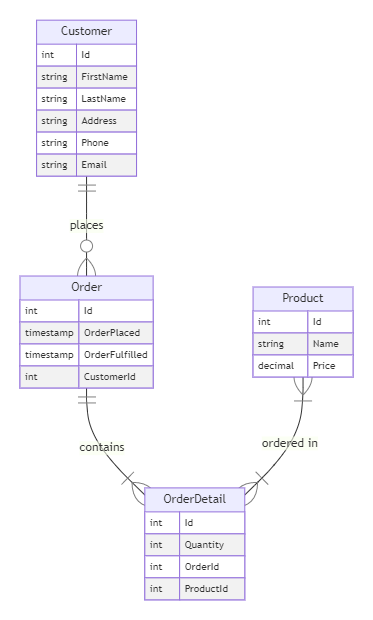 Customer
int Id
string FirstName
string LastName
string Address
string Phone
string Email
places
Order
int Id
timestamp OrderPlaced
timestamp OrderFulfilled
int CustomerId
Product
int Id
string Name
decimal Price
contains
ordered in
OrderDetail
int Id
int Quantity
int OrderId
int ProductId